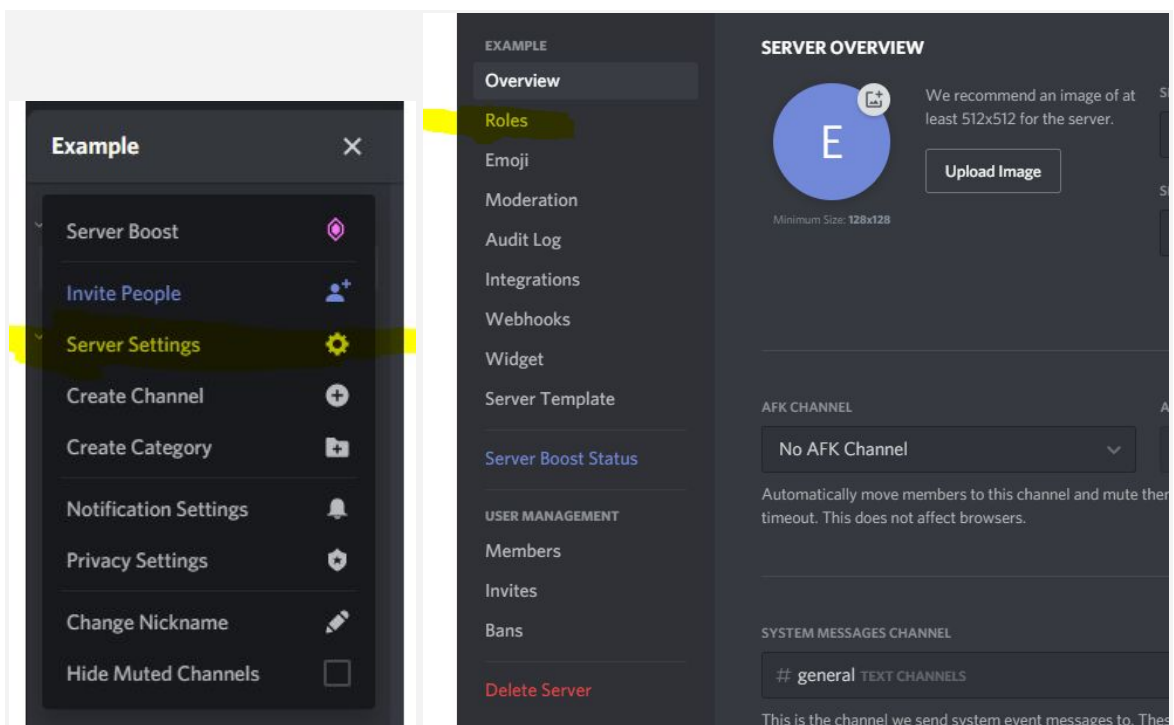 Example
Server Boost
Invite People
Server Settings
Create Channel
Create Category
Notification Settings
Privacy Settings
Change Nickname
Hide Muted Channels
EXAMPLE
Overview
Roles
Emoji
Moderation
Audit Log
Integrations
Webhooks
Widget
Server Template
Server Boost Status
USER MANAGEMENT
Members
Invites
Bans
Delete Server
SERVER OVERVIEW
E
We recommend an image of at
least 512x512 for the server.
Upload Image
Minimum Size: 128x128
AFK CHANNEL
No AFK Channel
Automatically move members to this channel and mute
timeout. This does not affect browsers.
SYSTEM MESSAGES CHANNEL
# general TEXT CHANNELS
This is the channel we send system event messages to.